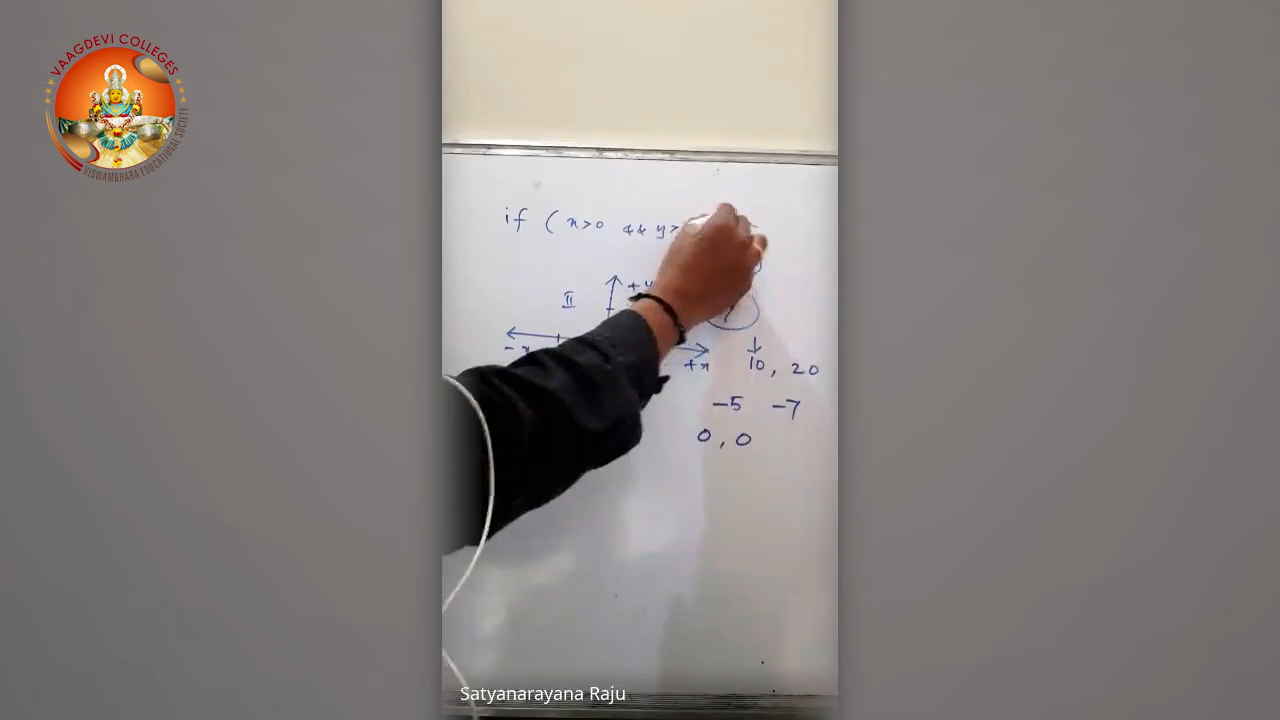 VAAGDEVI COLLEGES
VISWAMBHARA EDUCATIONAL SOCIETY
if ( x>0 && y>
II
+y
-x
+x
10, 20
-5 -7
0, 0
Satyanarayana Raju